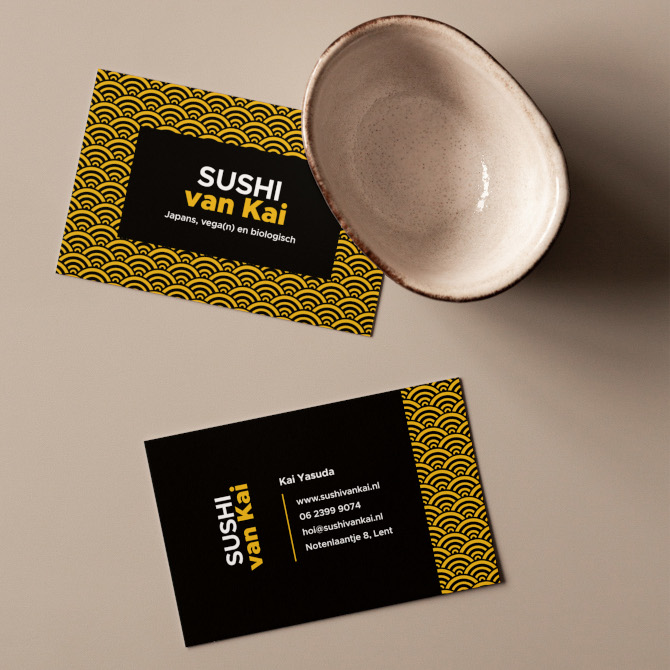 SUSHI
van Kai
Japans, vega(n) en biologisch
SUSHI
van Kai
Kai Yasuda
www.sushivankai.nl
06 2399 9074
hoi@sushivankai.nl
Notenlaantje 8, Lent